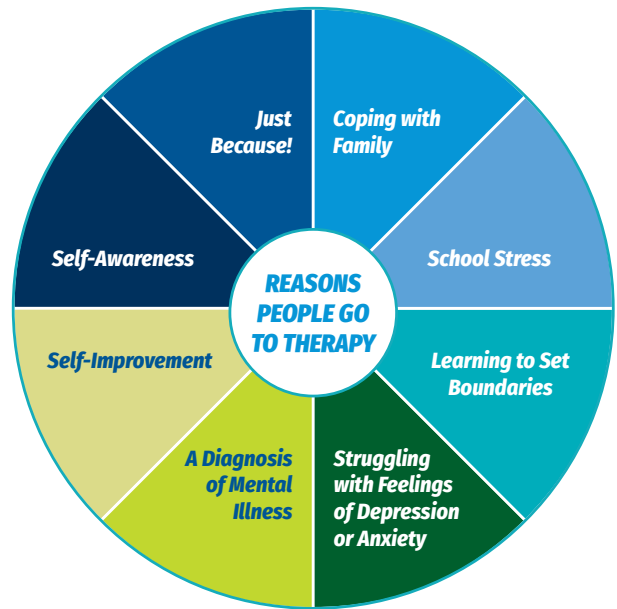 REASONS
PEOPLE GO
TO THERAPY
Coping with
Family
School Stress
Learning to Set
Boundaries
Struggling
with Feelings
of Depression
or Anxiety
A Diagnosis
of Mental
Illness
Self-Improvement
Self-Awareness
Just
Because!